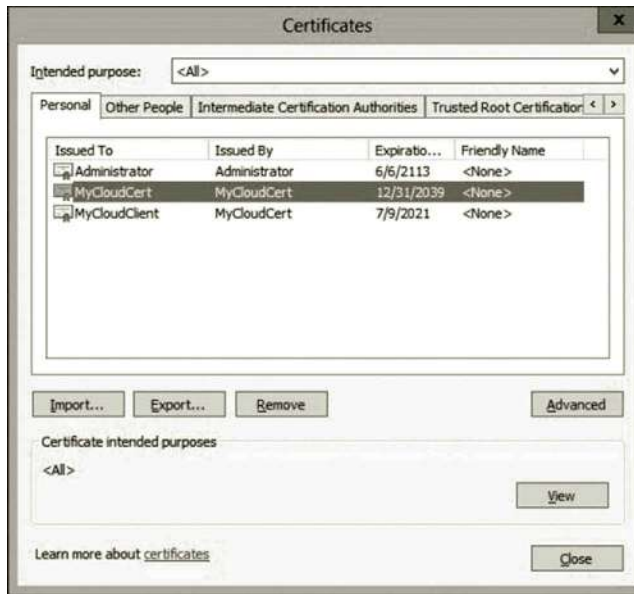 Certificates
x
Intended purpose: <All>
Personal Other People Intermediate Certification Authorities Trusted Root Certification < >
Issued To Issued By Expiratio... Friendly Name
Administrator Administrator 6/6/2113 <None>
MyCloudCert MyCloudCert 12/31/2039 <None>
MyCloudClient MyCloudCert 7/9/2021 <None>
Import... Export... Remove Advanced
Certificate intended purposes
<All>
View
Learn more about certificates
Close